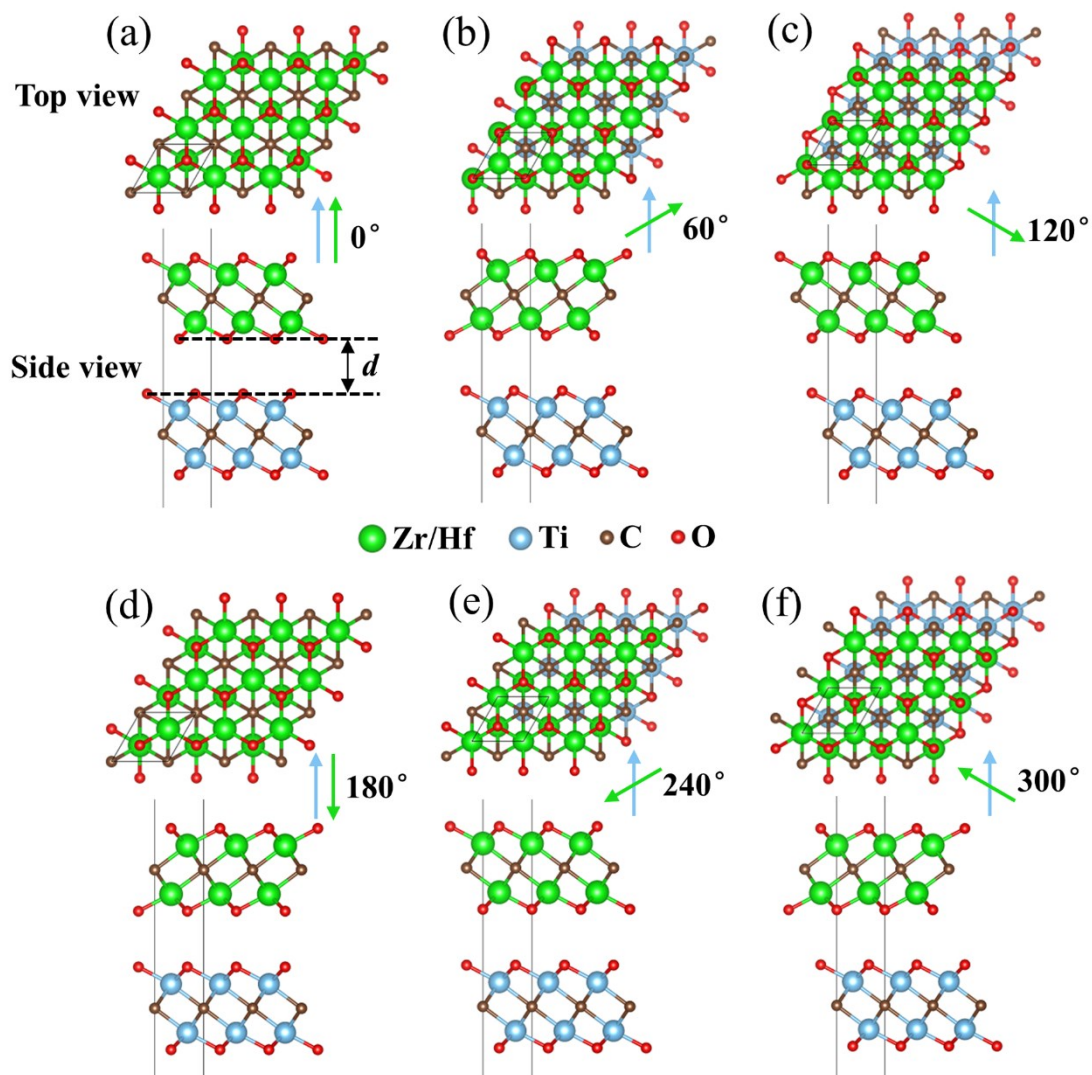 (a)
(b)
(c)
Top view
0°
60°
120°
Side view
d
Zr/Hf Ti C O
(d)
(e)
(f)
180°
240°
300°